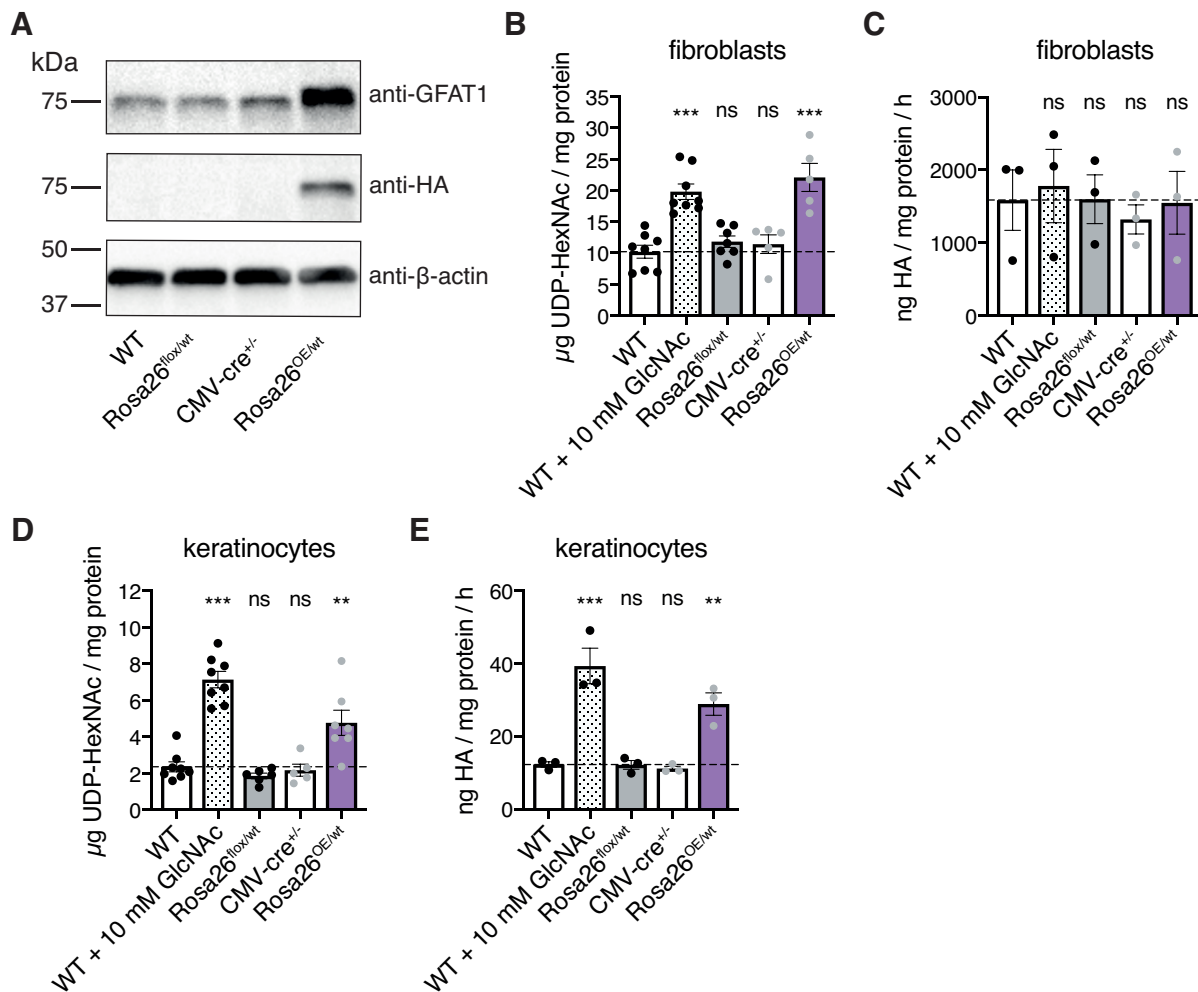 A
kDa
75
anti-GFAT1
75
anti-HA
50
anti-β-actin
37
WT
Rosa26flox/wt
CMV-cre+/-
Rosa26OE/wt
B
fibroblasts
µg UDP-HexNAc / mg protein
35
30
25
20
15
10
5
0
*** ns ns ***
WT
WT + 10 mM GlcNAc
Rosa26flox/wt
CMV-cre+/-
Rosa26OE/wt
C
fibroblasts
ng HA / mg protein / h
3000
2000
1000
0
ns ns ns ns
WT
WT + 10 mM GlcNAc
Rosa26flox/wt
CMV-cre+/-
Rosa26OE/wt
D
keratinocytes
µg UDP-HexNAc / mg protein
12
10
8
6
4
2
0
*** ns ns **
WT
WT + 10 mM GlcNAc
Rosa26flox/wt
CMV-cre+/-
Rosa26OE/wt
E
keratinocytes
ng HA / mg protein / h
60
40
20
0
*** ns ns **
WT
WT + 10 mM GlcNAc
Rosa26flox/wt
CMV-cre+/-
Rosa26OE/wt